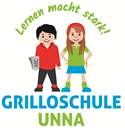 Lernen macht stark!
GRILLOSCHULE
UNNA